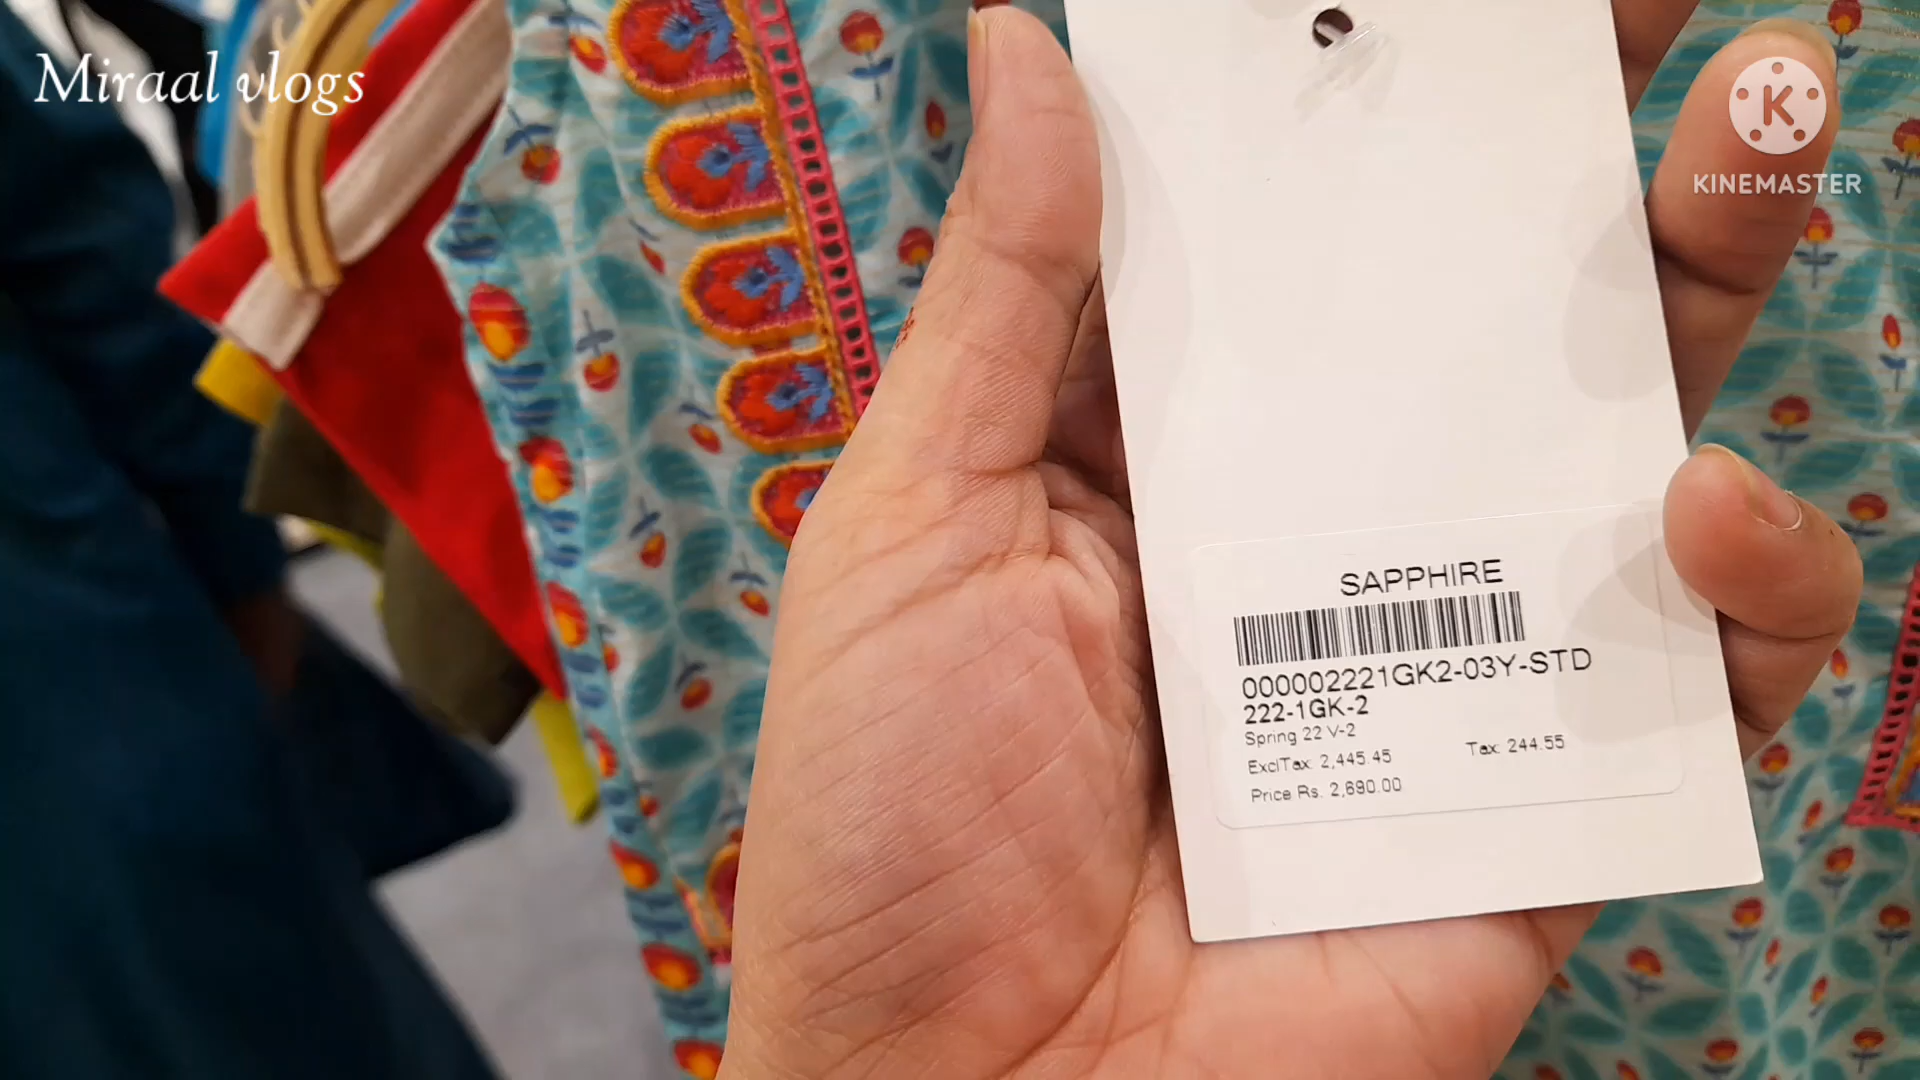 Miraal vlogs
K
KINEMASTER
SAPPHIRE
000002221GK2-03Y-STD
222-1GK-2
Spring 22 V-2
ExclTax: 2,445.45 Tax: 244.55
Price Rs. 2,690.00